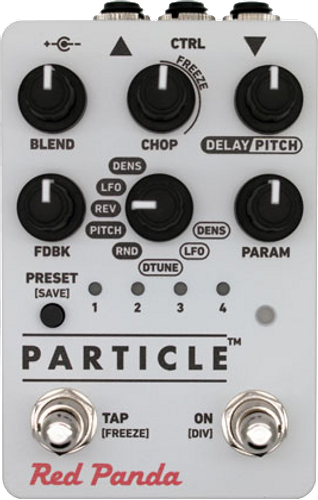 CTRL
FREEZE
BLEND
CHOP
DELAY/PITCH
DENS
LFO
REV
PITCH
RND
DTUNE
LFO
DENS
FDBK
PARAM
PRESET
[SAVE]
1 2 3 4
PARTICLE™
TAP
[FREEZE]
ON
[DIV]
Red Panda